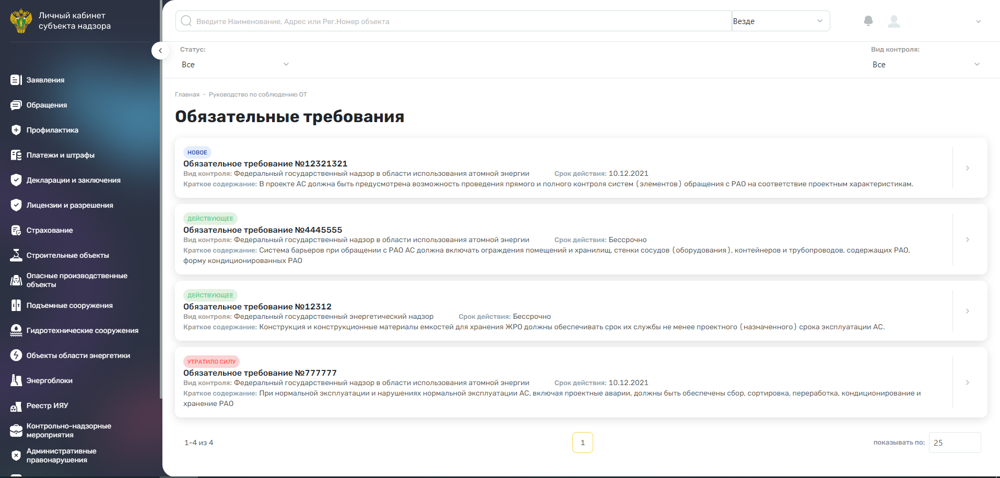 Личный кабинет
субъекта надзора
Заявления
Обращения
Профилактика
Платежи и штрафы
Декларации и заключения
Лицензии и разрешения
Страхование
Строительные объекты
Опасные производственные
объекты
Подъемные сооружения
Гидротехнические сооружения
Объекты области энергетики
Энергоблоки
Реестр ИЯУ
Контрольно-надзорные
мероприятия
Административные
правонарушения
Введите Наименование, Адрес или Рег.Номер объекта
Везде
Статус:
Все
Вид контроля:
Все
Главная · Руководство по соблюдению ОТ
Обязательные требования
НОВОЕ
Обязательное требование №12321321
Вид контроля: Федеральный государственный надзор в области использования атомной энергии Срок действия: 10.12.2021
Краткое содержание: В проекте АС должна быть предусмотрена возможность проведения прямого и полного контроля систем (элементов) обращения с РАО на соответствие проектным характеристикам.
ДЕЙСТВУЮЩЕЕ
Обязательное требование №4445555
Вид контроля: Федеральный государственный надзор в области использования атомной энергии Срок действия: Бессрочно
Краткое содержание: Система барьеров при обращении с РАО АС должна включать ограждения помещений и хранилищ, стенки сосудов (оборудования), контейнеров и трубопроводов, содержащих РАО,
форму кондиционированных РАО
ДЕЙСТВУЮЩЕЕ
Обязательное требование №12312
Вид контроля: Федеральный государственный энергетический надзор Срок действия: Бессрочно
Краткое содержание: Конструкция и конструкционные материалы емкостей для хранения ЖРО должны обеспечивать срок их службы не менее проектного (назначенного) срока эксплуатации АС.
УТРАТИЛО СИЛУ
Обязательное требование №777777
Вид контроля: Федеральный государственный надзор в области использования атомной энергии Срок действия: 10.12.2021
Краткое содержание: При нормальной эксплуатации и нарушениях нормальной эксплуатации АС, включая проектные аварии, должны быть обеспечены сбор, сортировка, переработка, кондиционирование и
хранение РАО
1-4 из 4
1
показывать по: 25